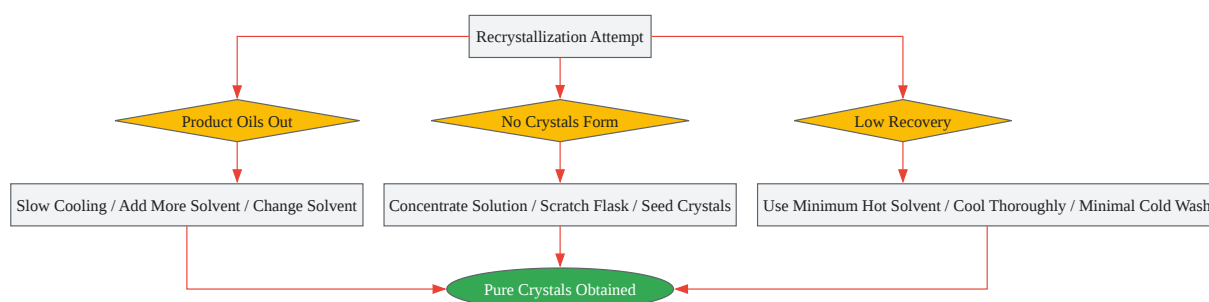 Recrystallization Attempt
Product Oils Out
No Crystals Form
Low Recovery
Slow Cooling / Add More Solvent / Change Solvent
Concentrate Solution / Scratch Flask / Seed Crystals
Use Minimum Hot Solvent / Cool Thoroughly / Minimal Cold Wash
Pure Crystals Obtained